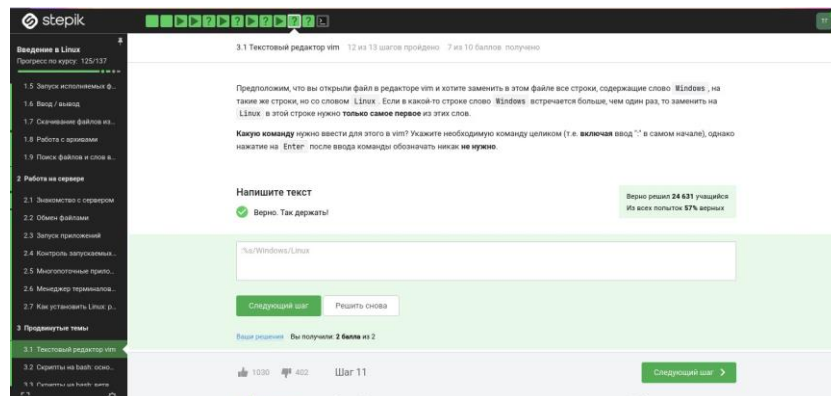 stepik
Введение в Linux
Прогресс по курсу: 125/137
1.5 Запуск исполняемых ф...
1.6 Ввод / вывод
1.7 Скачивание файлов из...
1.8 Работа с архивами
1.9 Поиск файлов и слов в...
2 Работа на сервере
2.1 Знакомство с сервером
2.2 Обмен файлами
2.3 Запуск приложений
2.4 Контроль запускаемых...
2.5 Многопоточные прило...
2.6 Менеджер терминалов...
2.7 Как установить Linux: р...
3 Продвинутые темы
3.1 Текстовый редактор vim
3.2 Скрипты на bash: осно...
3.3 Скрипты на bash: ветв...
3.1 Текстовый редактор vim 12 из 13 шагов пройдено 7 из 10 баллов получено
Предположим, что вы открыли файл в редакторе vim и хотите заменить в этом файле все строки, содержащие слово Windows, на
такие же строки, но со словом Linux. Если в какой-то строке слово Windows встречается больше, чем один раз, то заменить на
Linux в этой строке нужно только самое первое из этих слов.
Какую команду нужно ввести для этого в vim? Укажите необходимую команду целиком (т.е. включая ввод ":" в самом начале), однако
нажатие на Enter после ввода команды обозначать никак не нужно.
Напишите текст
Верно. Так держать!
Верно решил 24 631 учащийся
Из всех попыток 57% верных
:%s/Windows/Linux
Следующий шаг
Решить снова
Ваши решения Вы получили: 2 балла из 2
1030 402 Шаг 11
Следующий шаг